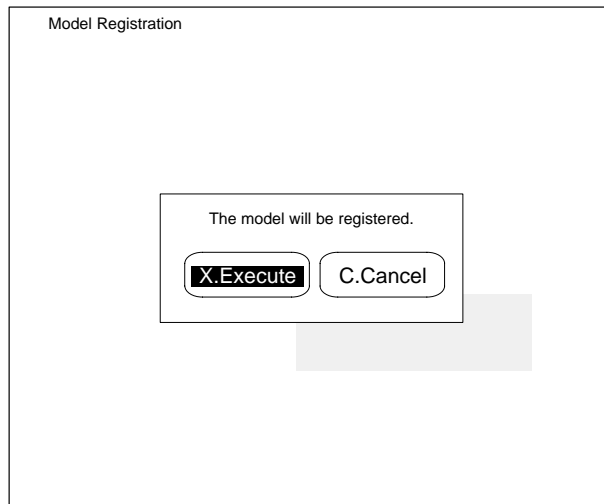 Model Registration
The model will be registered.
X.Execute C.Cancel